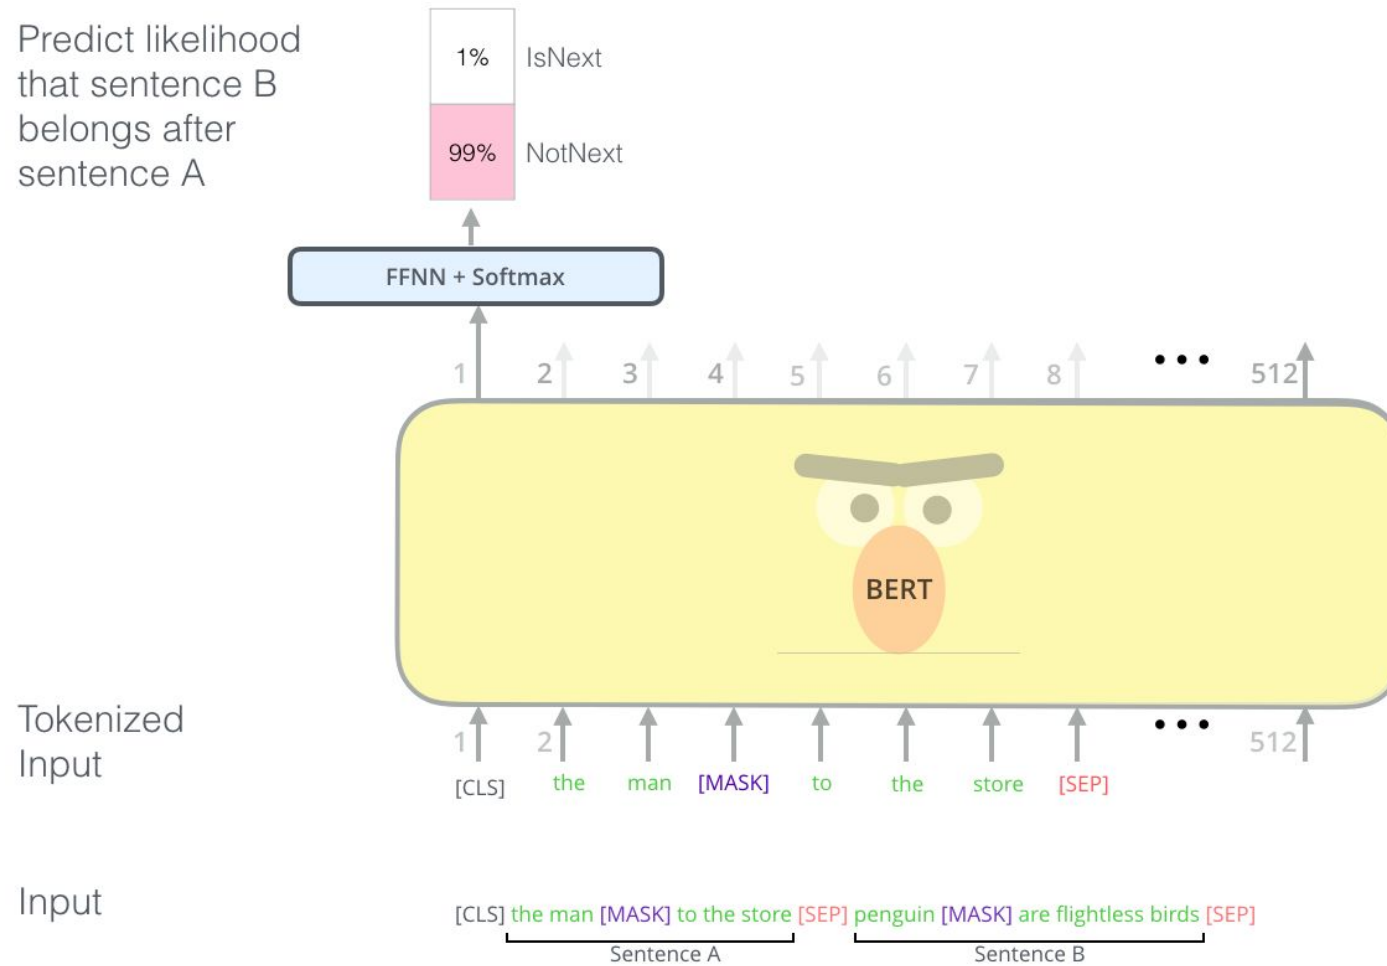 Predict likelihood
that sentence B
belongs after
sentence A
1% IsNext
99% NotNext
FFNN + Softmax
1 2 3 4 5 6 7 8 ••• 512
BERT
Tokenized
Input
1 2 ••• 512
[CLS] the man [MASK] to the store [SEP]
Input
[CLS] the man [MASK] to the store [SEP] penguin [MASK] are flightless birds [SEP]
Sentence A Sentence B